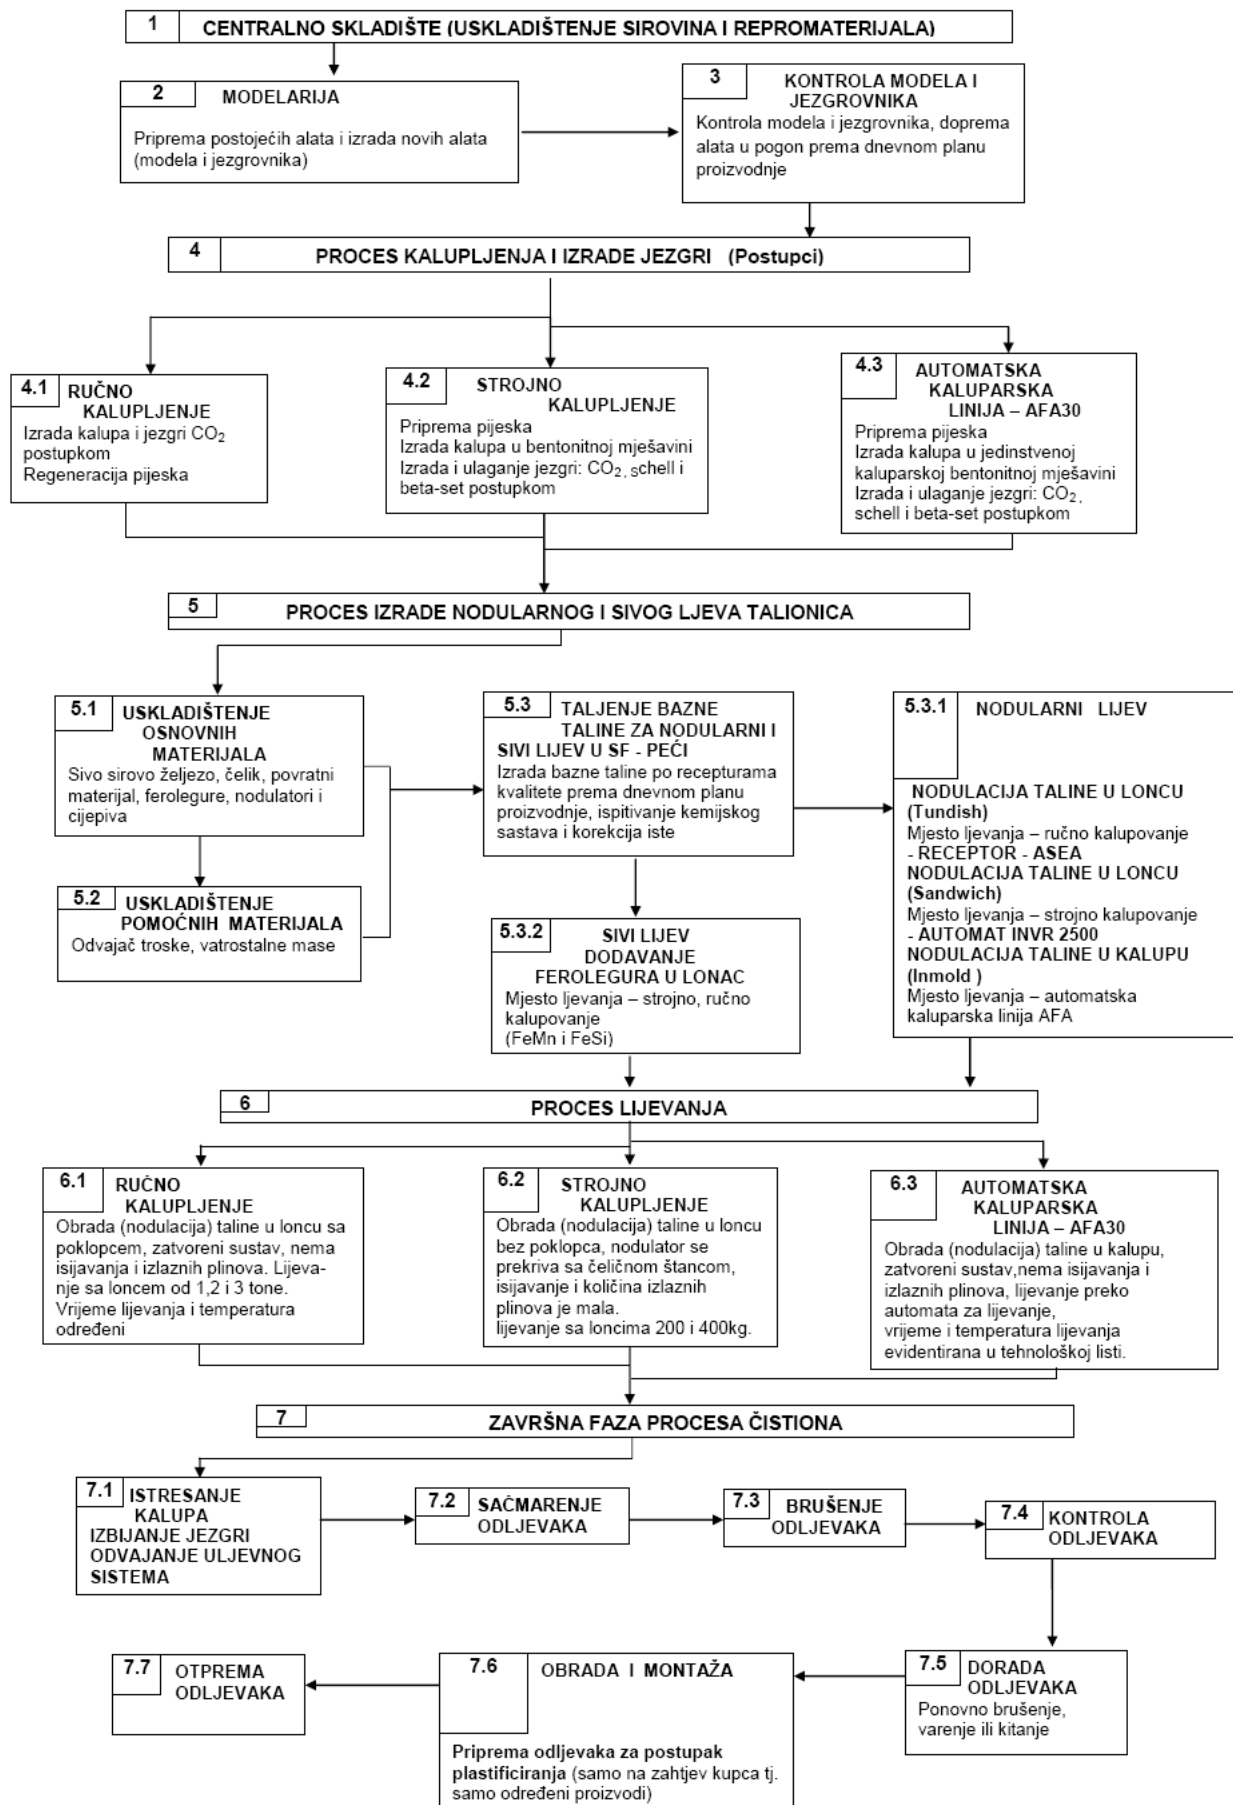 1 CENTRALNO SKLADIŠTE (USKLADIŠTENJE SIROVINA I REPROMATERIJALA)
2 MODELARIJA
Priprema postojećih alata i izrada novih alata
(modela i jezgrovnika)
3 KONTROLA MODELA I
JEZGROVNIKA
Kontrola modela i jezgrovnika, doprema
alata u pogon prema dnevnom planu
proizvodnje
4 PROCES KALUPLJENJA I IZRADE JEZGRI (Postupci)
4.1 RUČNO
KALUPLJENJE
Izrada kalupa i jezgri CO₂
postupkom
Regeneracija pijeska
4.2 STROJNO
KALUPLJENJE
Priprema pijeska
Izrada kalupa u bentonitnoj mješavini
Izrada i ulaganje jezgri: CO₂, schell i
beta-set postupkom
4.3 AUTOMATSKA
KALUPARSKA
LINIJA – AFA30
Priprema pijeska
Izrada kalupa u jedinstvenoj
kaluparskoj bentonitnoj mješavini
Izrada i ulaganje jezgri: CO₂,
schell i beta-set postupkom
5 PROCES IZRADE NODULARNOG I SIVOG LJEVA TALIONICA
5.1 USKLADIŠTENJE
OSNOVNIH
MATERIJALA
Sivo sirovo željezo, čelik, povratni
materijal, ferolegure, nodulatori i
cijepiva
5.2 USKLADIŠTENJE
POMOĆNIH MATERIJALA
Odvajač troske, vatrostalne mase
5.3 TALJENJE BAZNE
TALINE ZA NODULARNI I
SIVI LIJEV U SF - PEĆI
Izrada bazne taline po recepturama
kvalitete prema dnevnom planu
proizvodnje, ispitivanje kemijskog
sastava i korekcija iste
5.3.1 NODULARNI LIJEV
NODULACIJA TALINE U LONCU
(Tundish)
Mjesto ljevanja – ručno kalupovanje
- RECEPTOR - ASEA
NODULACIJA TALINE U LONCU
(Sandwich)
Mjesto ljevanja – strojno kalupovanje
- AUTOMAT INVR 2500
NODULACIJA TALINE U KALUPU
(Inmold )
Mjesto ljevanja – automatska
kaluparska linija AFA
5.3.2 SIVI LIJEV
DODAVANJE
FEROLEGURA U LONAC
Mjesto ljevanja – strojno, ručno
kalupovanje
(FeMn i FeSi)
6 PROCES LIJEVANJA
6.1 RUČNO
KALUPLJENJE
Obrada (nodulacija) taline u loncu sa
poklopcem, zatvoreni sustav, nema
isijavanja i izlaznih plinova. Lijeva-
nje sa loncem od 1,2 i 3 tone.
Vrijeme lijevanja i temperatura
određeni
6.2 STROJNO
KALUPLJENJE
Obrada (nodulacija) taline u loncu
bez poklopca, nodulator se
prekriva sa čeličnom štancom,
isijavanje i količina izlaznih
plinova je mala.
lijevanje sa loncima 200 i 400kg.
6.3 AUTOMATSKA
KALUPARSKA
LINIJA – AFA30
Obrada (nodulacija) taline u kalupu,
zatvoreni sustav,nema isijavanja i
izlaznih plinova, lijevanje preko
automata za lijevanje,
vrijeme i temperatura lijevanja
evidentirana u tehnološkoj listi.
7 ZAVRŠNA FAZA PROCESA ČISTIONA
7.1 ISTRESANJE
KALUPA
IZBIJANJE JEZGRI
ODVAJANJE ULJEVNOG
SISTEMA
7.2 SAČMARENJE
ODLJEVAKA
7.3 BRUŠENJE
ODLJEVAKA
7.4 KONTROLA
ODLJEVAKA
7.7 OTPREMA
ODLJEVAKA
7.6 OBRADA I MONTAŽA
Priprema odljevaka za postupak
plastificiranja (samo na zahtjev kupca tj.
samo određeni proizvodi)
7.5 DORADA
ODLJEVAKA
Ponovno brušenje,
varenje ili kitanje